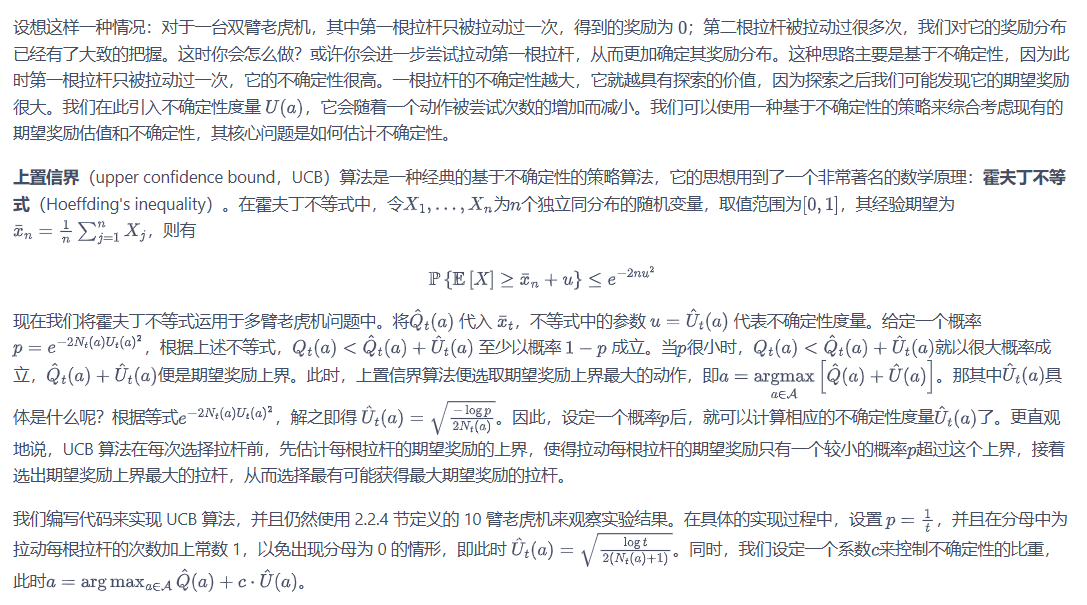 设想这样一种情况：对于一台双臂老虎机，其中第一根拉杆只被拉动过一次，得到的奖励为 0；第二根拉杆被拉动过很多次，我们对它的奖励分布
已经有了大致的把握。这时你会怎么做？或许你会进一步尝试拉动第一根拉杆，从而更加确定其奖励分布。这种思路主要是基于不确定性，因为此
时第一根拉杆只被拉动过一次，它的不确定性很高。一根拉杆的不确定性越大，它就越具有探索的价值，因为探索之后我们可能发现它的期望奖励
很大。我们在此引入不确定性度量 U(a)，它会随着一个动作被尝试次数的增加而减小。我们可以使用一种基于不确定性的策略来综合考虑现有的
期望奖励估值和不确定性，其核心问题是如何估计不确定性。
上置信界（upper confidence bound，UCB）算法是一种经典的基于不确定性的策略算法，它的思想用到了一个非常著名的数学原理：霍夫丁不等
式（Hoeffding's inequality）。在霍夫丁不等式中，令X₁, . . . , Xₙ为n个独立同分布的随机变量，取值范围为[0, 1]，其经验期望为
$\bar{x}_n = \frac{1}{n}\sum_{j=1}^{n} X_j$，则有
$\mathbb{P}\{\mathbb{E}[X] \geq \bar{x}_n + u\} \leq e^{-2nu^2}$
现在我们将霍夫丁不等式运用于多臂老虎机问题中。将$\hat{Q}_t(a)$ 代入 $\bar{x}_t$，不等式中的参数 $u = \hat{U}_t(a)$ 代表不确定性度量。给定一个概率
$p = e^{-2N_t(a)U_t(a)^2}$，根据上述不等式，$Q_t(a) < \hat{Q}_t(a) + \hat{U}_t(a)$ 至少以概率 $1 - p$ 成立。当$p$很小时，$Q_t(a) < \hat{Q}_t(a) + \hat{U}_t(a)$就以很大概率成
立，$\hat{Q}_t(a) + \hat{U}_t(a)$便是期望奖励上界。此时，上置信界算法便选取期望奖励上界最大的动作，即$a = \underset{a \in \mathcal{A}}{\mathrm{argmax}}\left[\hat{Q}(a) + \hat{U}(a)\right]$。那其中$\hat{U}_t(a)$具
体是什么呢？根据等式$e^{-2N_t(a)U_t(a)^2}$，解之即得 $\hat{U}_t(a) = \sqrt{\frac{-\log p}{2N_t(a)}}$。因此，设定一个概率$p$后，就可以计算相应的不确定性度量$\hat{U}_t(a)$了。更直观
地说，UCB 算法在每次选择拉杆前，先估计每根拉杆的期望奖励的上界，使得拉动每根拉杆的期望奖励只有一个较小的概率$p$超过这个上界，接着
选出期望奖励上界最大的拉杆，从而选择最有可能获得最大期望奖励的拉杆。
我们编写代码来实现 UCB 算法，并且仍然使用 2.2.4 节定义的 10 臂老虎机来观察实验结果。在具体的实现过程中，设置 $p = \frac{1}{t}$，并且在分母中为
拉动每根拉杆的次数加上常数 1，以免出现分母为 0 的情形，即此时 $\hat{U}_t(a) = \sqrt{\frac{\log t}{2(N_t(a)+1)}}$。同时，我们设定一个系数$c$来控制不确定性的比重，
此时$a = \arg\max_{a \in \mathcal{A}} \hat{Q}(a) + c \cdot \hat{U}(a)$。